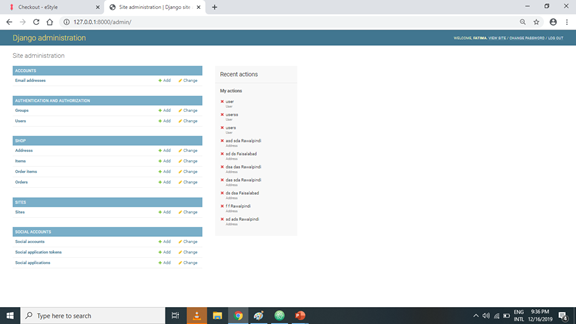 Checkout - eStyle
Site administration | Django site
127.0.0.1:8000/admin/
Django administration
WELCOME, FATIMA. VIEW SITE / CHANGE PASSWORD / LOG OUT
Site administration
ACCOUNTS
Email addresses Add Change
AUTHENTICATION AND AUTHORIZATION
Groups Add Change
Users Add Change
SHOP
Addresses Add Change
Items Add Change
Order items Add Change
Orders Add Change
SITES
Sites Add Change
SOCIAL ACCOUNTS
Social accounts Add Change
Social application tokens Add Change
Social applications Add Change
Recent actions
My actions
user
User
userss
User
users
User
asd sda Rawalpindi
Address
sd ds Faisalabad
Address
dsa das Rawalpindi
Address
das sda Rawalpindi
Address
ds das Faisalabad
Address
f f Rawalpindi
Address
sd ads Rawalpindi
Address
Type here to search
ENG
INTL
9:36 PM
12/16/2019